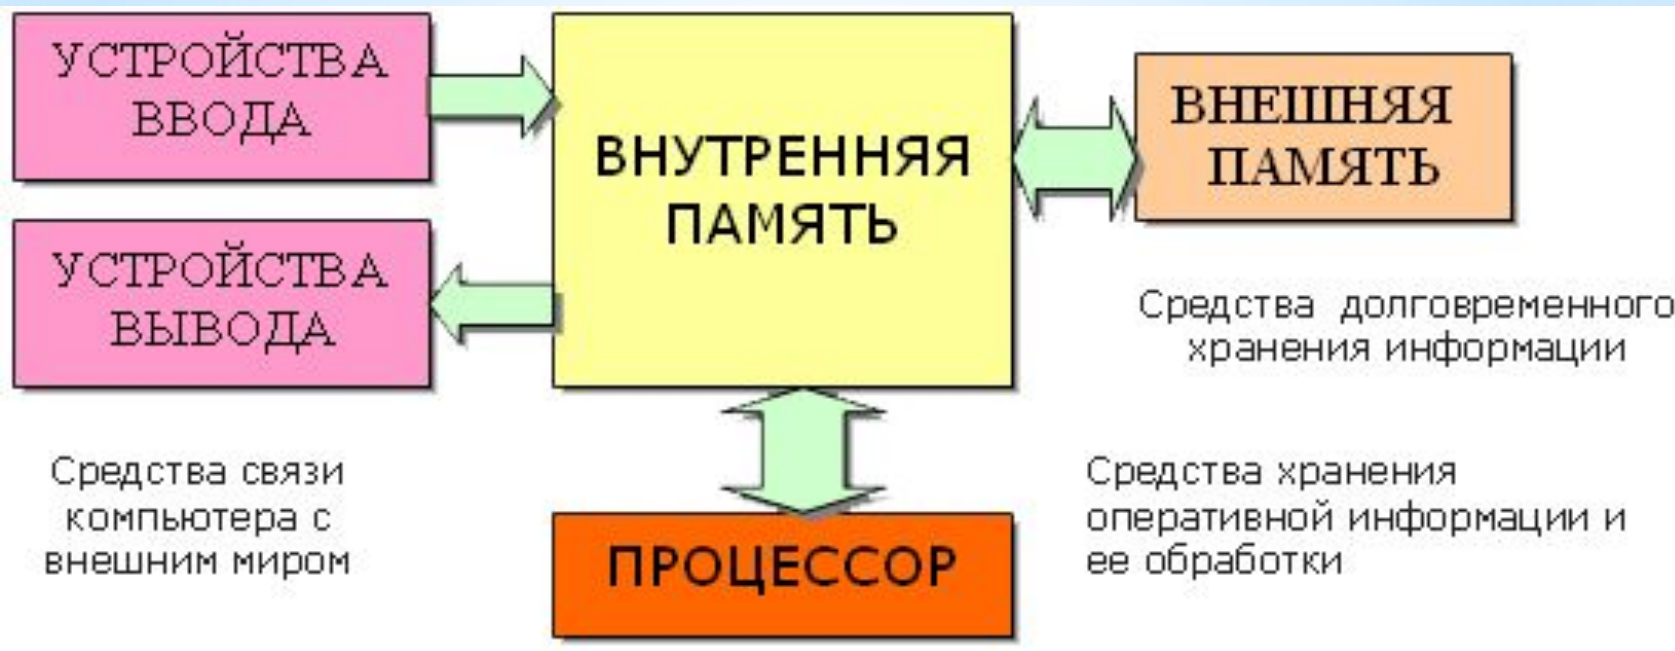 УСТРОЙСТВА
ВВОДА
УСТРОЙСТВА
ВЫВОДА
Средства связи
компьютера с
внешним миром
ВНУТРЕННЯЯ
ПАМЯТЬ
ПРОЦЕССОР
ВНЕШНЯЯ
ПАМЯТЬ
Средства долговременного
хранения информации
Средства хранения
оперативной информации и
ее обработки